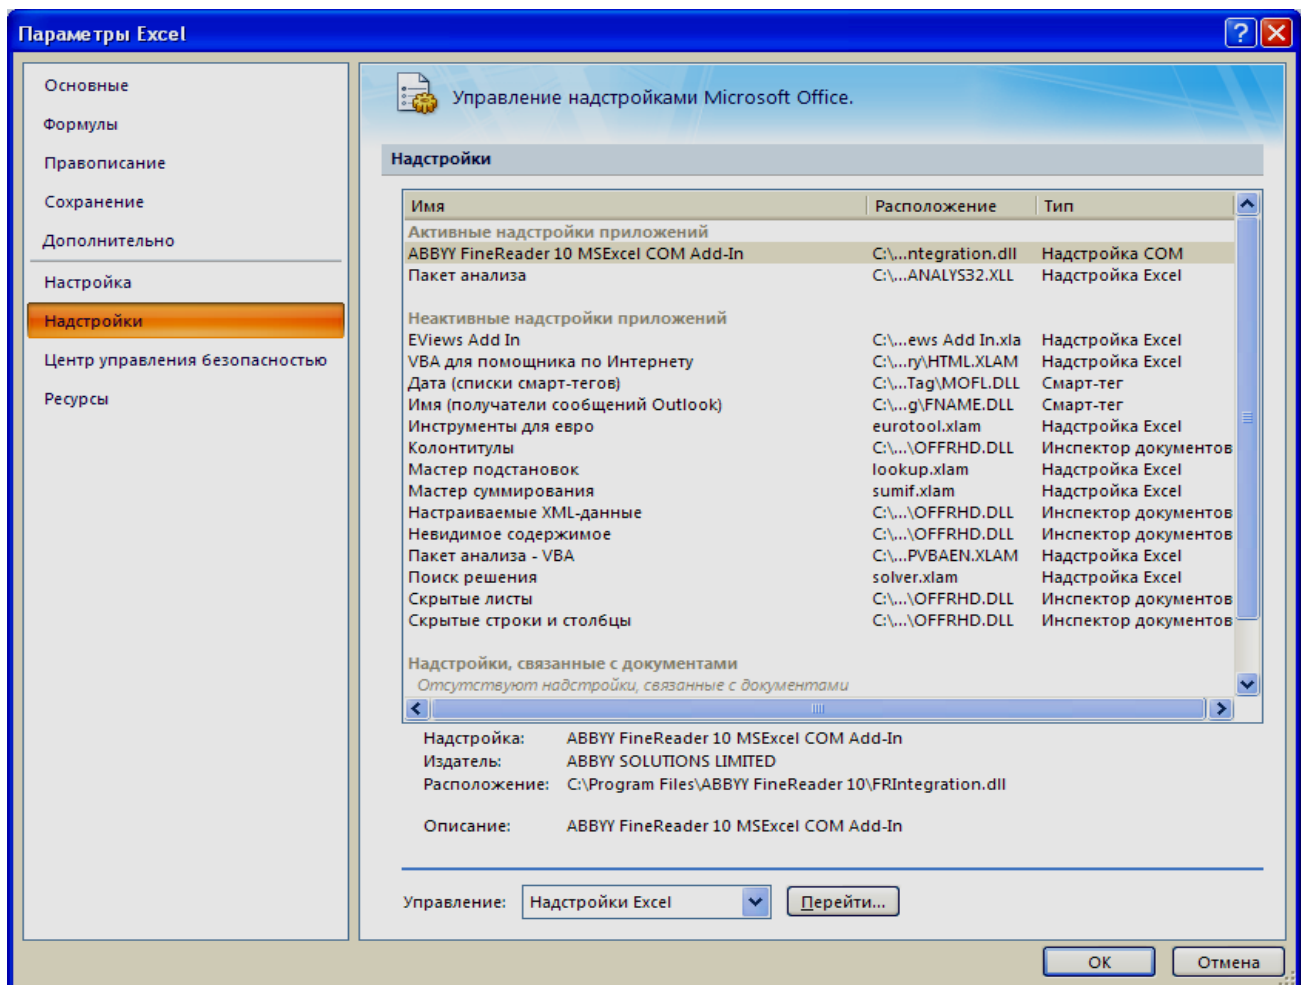 Параметры Excel
Основные
Формулы
Правописание
Сохранение
Дополнительно
Настройка
Надстройки
Центр управления безопасностью
Ресурсы
Управление надстройками Microsoft Office.
Надстройки
Имя Расположение Тип
Активные надстройки приложений
ABBYY FineReader 10 MSExcel COM Add-In C:\...ntegration.dll Надстройка COM
Пакет анализа C:\...ANALYS32.XLL Надстройка Excel
Неактивные надстройки приложений
EViews Add In C:\...ews Add In.xla Надстройка Excel
VBA для помощника по Интернету C:\...ry\HTML.XLAM Надстройка Excel
Дата (списки смарт-тегов) C:\...Tag\MOFL.DLL Смарт-тег
Имя (получатели сообщений Outlook) C:\...g\FNAME.DLL Смарт-тег
Инструменты для евро eurotool.xlam Надстройка Excel
Колонтитулы C:\...\OFFRHD.DLL Инспектор документов
Мастер подстановок lookup.xlam Надстройка Excel
Мастер суммирования sumif.xlam Надстройка Excel
Настраиваемые XML-данные C:\...\OFFRHD.DLL Инспектор документов
Невидимое содержимое C:\...\OFFRHD.DLL Инспектор документов
Пакет анализа - VBA C:\...PVBAEN.XLAM Надстройка Excel
Поиск решения solver.xlam Надстройка Excel
Скрытые листы C:\...\OFFRHD.DLL Инспектор документов
Скрытые строки и столбцы C:\...\OFFRHD.DLL Инспектор документов
Надстройки, связанные с документами
Отсутствуют надстройки, связанные с документами
Надстройка: ABBYY FineReader 10 MSExcel COM Add-In
Издатель: ABBYY SOLUTIONS LIMITED
Расположение: C:\Program Files\ABBYY FineReader 10\FRIntegration.dll
Описание: ABBYY FineReader 10 MSExcel COM Add-In
Управление: Надстройки Excel Перейти...
ОК Отмена